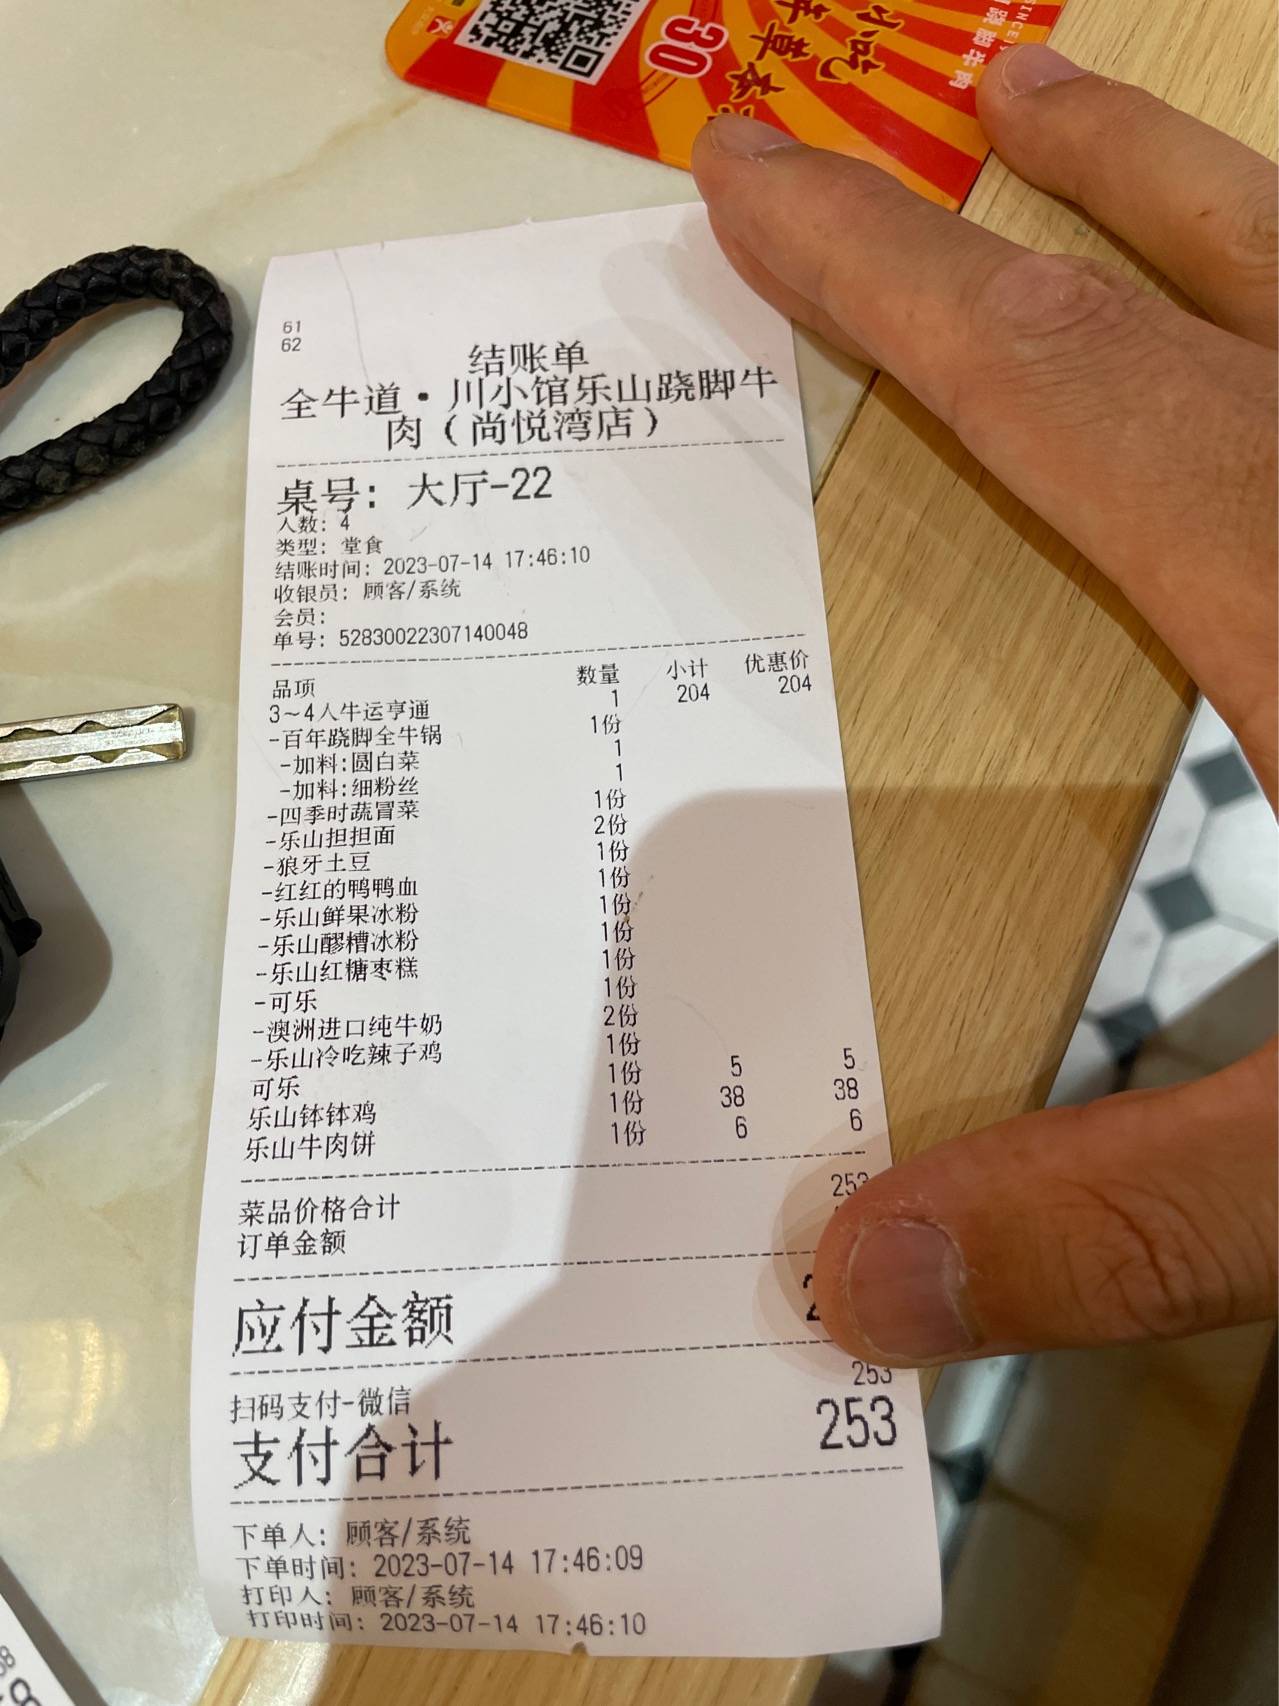 30
小吃
61
62
结账单
全牛道·川小馆乐山跷脚牛
肉（尚悦湾店）
桌号: 大厅-22
人数: 4
类型: 堂食
结账时间: 2023-07-14 17:46:10
收银员: 顾客/系统
会员:
单号: 52830022307140048
品项 数量 小计 优惠价
3~4人牛运亨通 1 204 204
-百年跷脚全牛锅 1份
-加料:圆白菜 1
-加料:细粉丝 1
-四季时蔬冒菜 1份
-乐山担担面 2份
-狼牙土豆 1份
-红红的鸭鸭血 1份
-乐山鲜果冰粉 1份
-乐山醪糟冰粉 1份
-乐山红糖枣糕 1份
-可乐 1份
-澳洲进口纯牛奶 2份
-乐山冷吃辣子鸡 1份
可乐 1份 5 5
乐山钵钵鸡 1份 38 38
乐山牛肉饼 1份 6 6
菜品价格合计 253
订单金额
应付金额 2
扫码支付-微信 253
支付合计 253
下单人: 顾客/系统
下单时间: 2023-07-14 17:46:09
打印人: 顾客/系统
打印时间: 2023-07-14 17:46:10